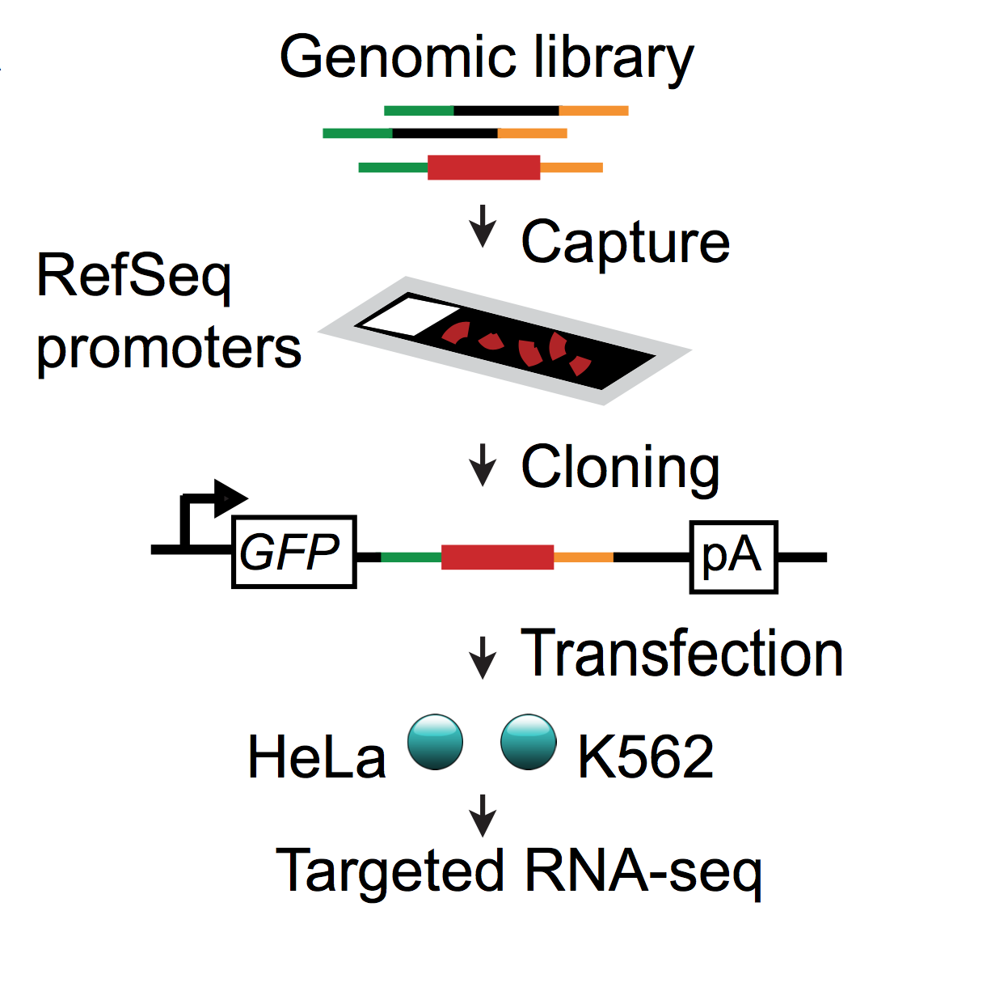 Genomic library
Capture
RefSeq
promoters
Cloning
GFP
pA
Transfection
HeLa
K562
Targeted RNA-seq